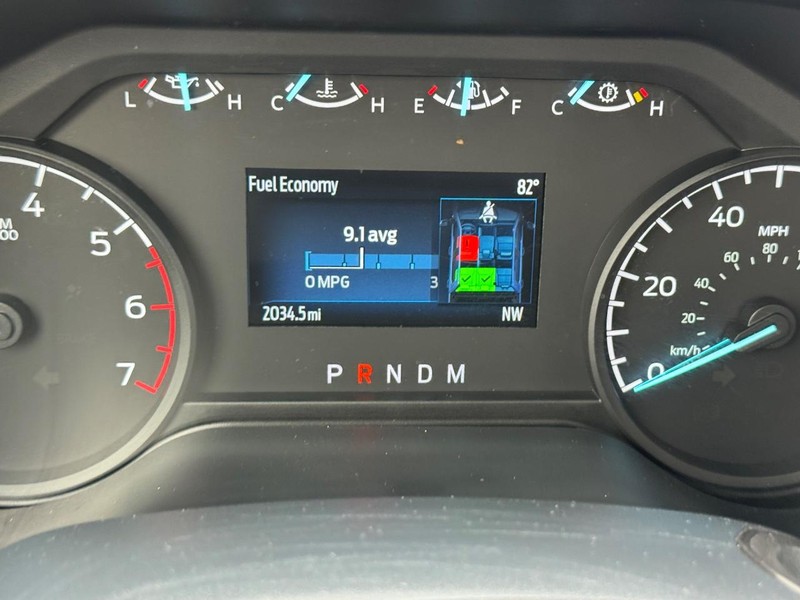 L H C H E F C H
Fuel Economy 82°
9.1 avg
0 MPG 3
2034.5 mi NW
P R N D M
4
5
6
7
40 MPH
60 80
20 40
20
km/h
0